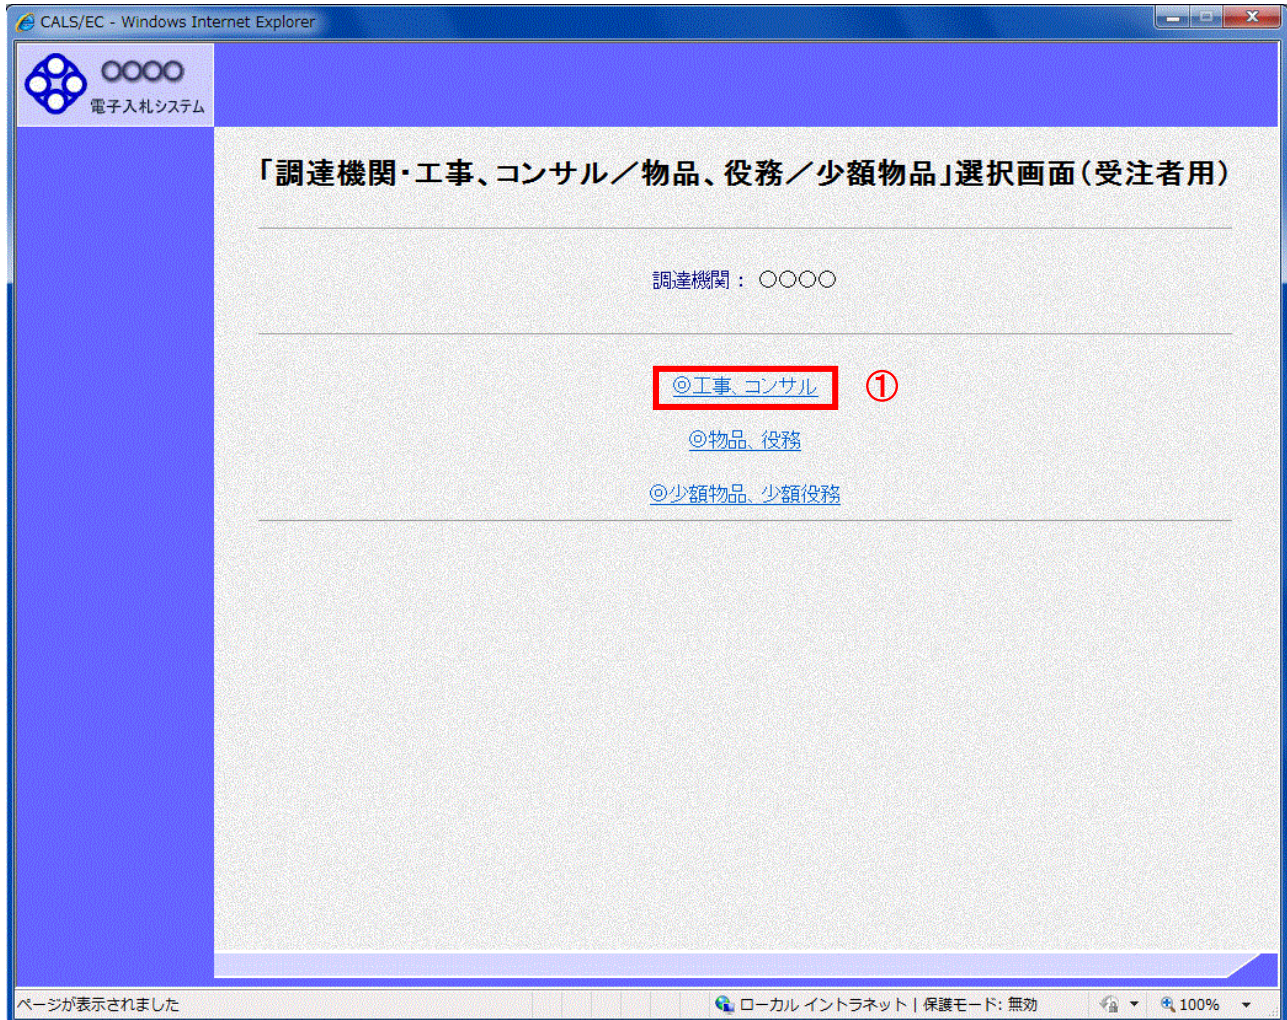 CALS/EC - Windows Internet Explorer
〇〇〇〇
電子入札システム
「調達機関・工事、コンサル／物品、役務／少額物品」選択画面(受注者用)
調達機関： 〇〇〇〇
◎工事、コンサル ①
◎物品、役務
◎少額物品、少額役務
ページが表示されました ローカル イントラネット | 保護モード: 無効 100%